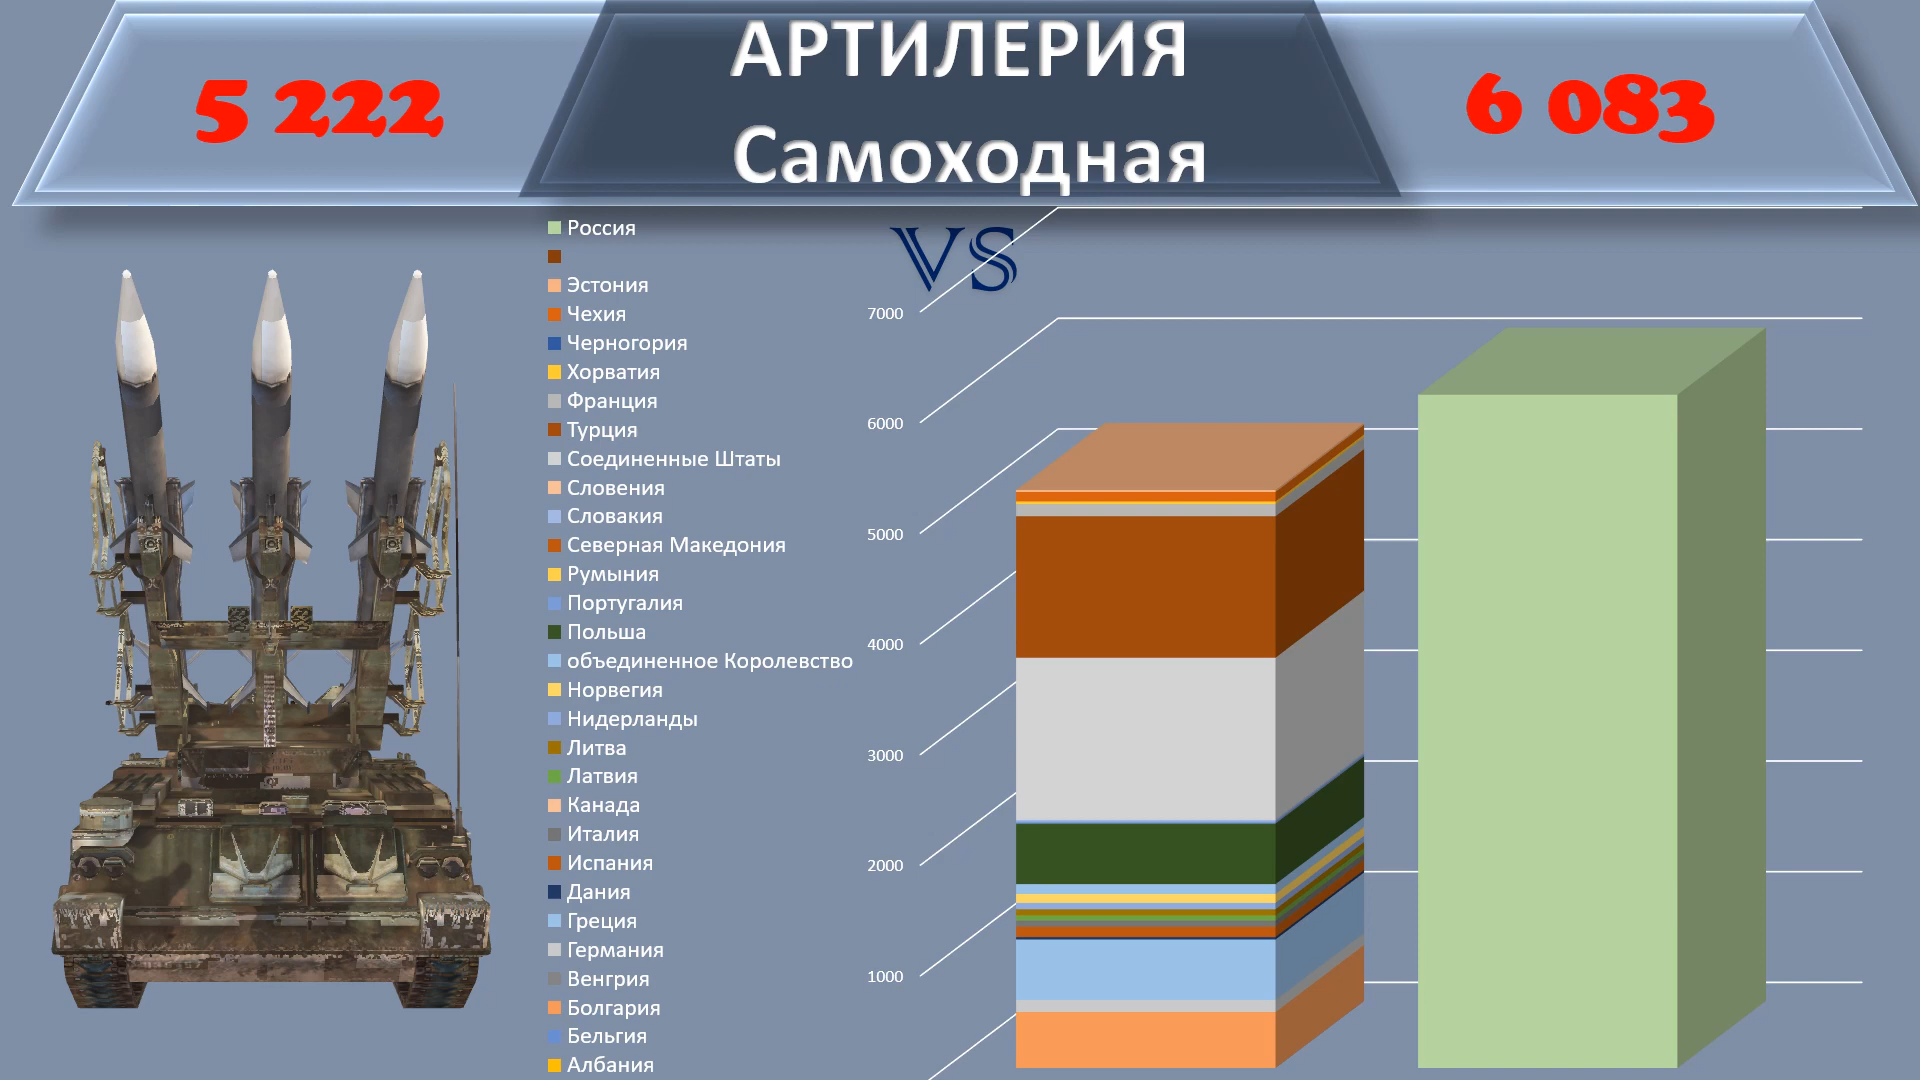 5 222
АРТИЛЕРИЯ
Самоходная
6 083
VS
Россия
Эстония
Чехия
Черногория
Хорватия
Франция
Турция
Соединенные Штаты
Словения
Словакия
Северная Македония
Румыния
Португалия
Польша
объединенное Королевство
Норвегия
Нидерланды
Литва
Латвия
Канада
Италия
Испания
Дания
Греция
Германия
Венгрия
Болгария
Бельгия
Албания
7000
6000
5000
4000
3000
2000
1000